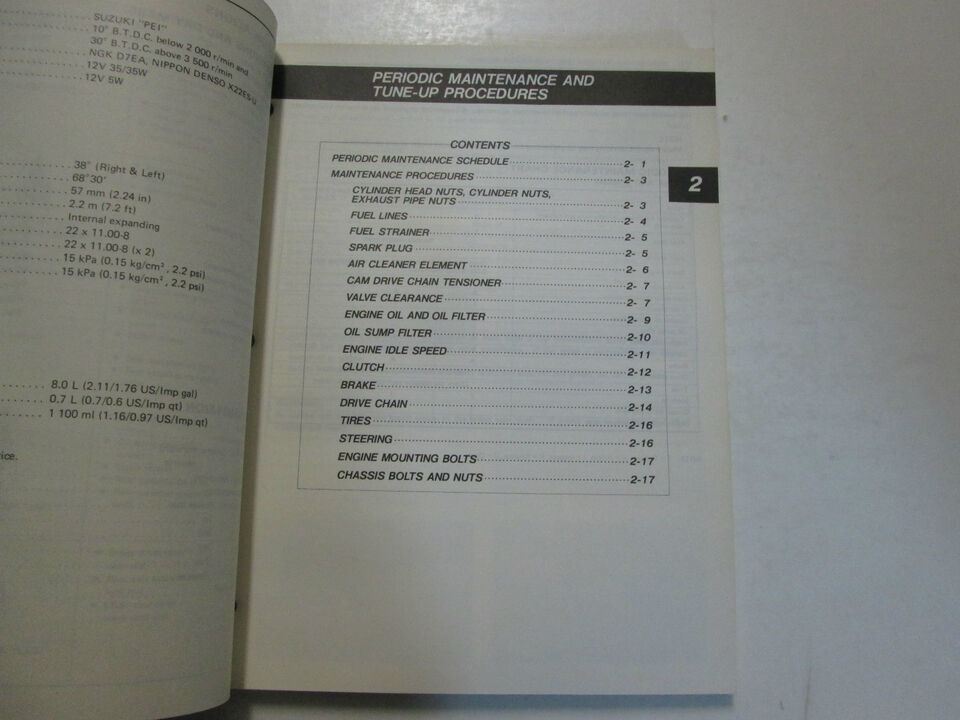 SUZUKI "PEI"
10° B.T.D.C. below 2 000 r/min and
30° B.T.D.C. above 3 500 r/min
NGK D7EA, NIPPON DENSO X22ES-U
12V 35/35W
12V 5W
38° (Right & Left)
68°30'
57 mm (2.24 in)
2.2 m (7.2 ft)
Internal expanding
22 x 11.00-8
22 x 11.00-8 (x 2)
15 kPa (0.15 kg/cm², 2.2 psi)
15 kPa (0.15 kg/cm², 2.2 psi)
8.0 L (2.11/1.76 US/Imp gal)
0.7 L (0.7/0.6 US/Imp qt)
1 100 ml (1.16/0.97 US/Imp qt)
ice.
PERIODIC MAINTENANCE AND
TUNE-UP PROCEDURES
CONTENTS
PERIODIC MAINTENANCE SCHEDULE 2- 1
MAINTENANCE PROCEDURES 2- 3
CYLINDER HEAD NUTS, CYLINDER NUTS,
EXHAUST PIPE NUTS 2- 3
FUEL LINES 2- 4
FUEL STRAINER 2- 5
SPARK PLUG 2- 5
AIR CLEANER ELEMENT 2- 6
CAM DRIVE CHAIN TENSIONER 2- 7
VALVE CLEARANCE 2- 7
ENGINE OIL AND OIL FILTER 2- 9
OIL SUMP FILTER 2-10
ENGINE IDLE SPEED 2-11
CLUTCH 2-12
BRAKE 2-13
DRIVE CHAIN 2-14
TIRES 2-16
STEERING 2-16
ENGINE MOUNTING BOLTS 2-17
CHASSIS BOLTS AND NUTS 2-17
2